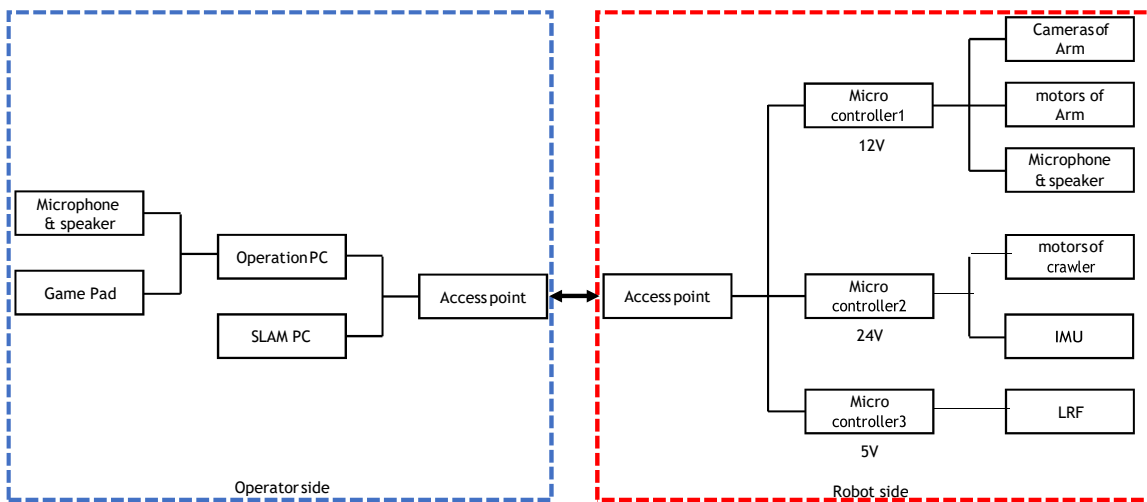 Microphone
& speaker
Game Pad
Operation PC
SLAM PC
Access point
Operator side
Access point
Micro
controller1
12V
Micro
controller2
24V
Micro
controller3
5V
Cameras of
Arm
motors of
Arm
Microphone
& speaker
motors of
crawler
IMU
LRF
Robot side